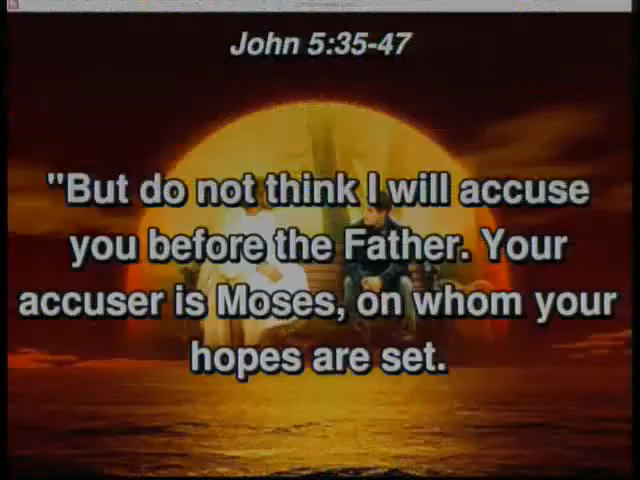 John 5:35-47
"But do not think I will accuse
you before the Father. Your
accuser is Moses, on whom your
hopes are set.